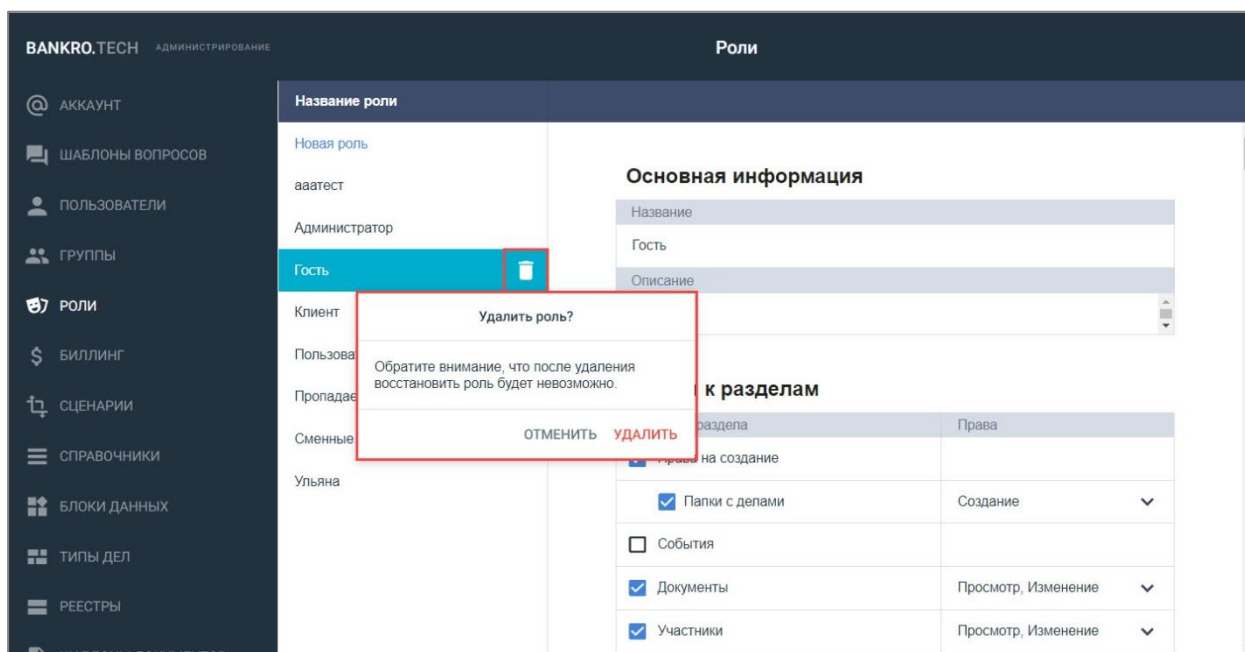 BANKRO.TECH АДМИНИСТРИРОВАНИЕ
Роли
АККАУНТ
ШАБЛОНЫ ВОПРОСОВ
ПОЛЬЗОВАТЕЛИ
ГРУППЫ
РОЛИ
БИЛЛИНГ
СЦЕНАРИИ
СПРАВОЧНИКИ
БЛОКИ ДАННЫХ
ТИПЫ ДЕЛ
РЕЕСТРЫ
Название роли
Новая роль
ааатест
Администратор
Гость
Клиент
Пользова
Пропадае
Сменные
Ульяна
Удалить роль?
Обратите внимание, что после удаления
восстановить роль будет невозможно.
ОТМЕНИТЬ УДАЛИТЬ
Основная информация
Название
Гость
Описание
к разделам
раздела Права
Права на создание
Папки с делами Создание
События
Документы Просмотр, Изменение
Участники Просмотр, Изменение